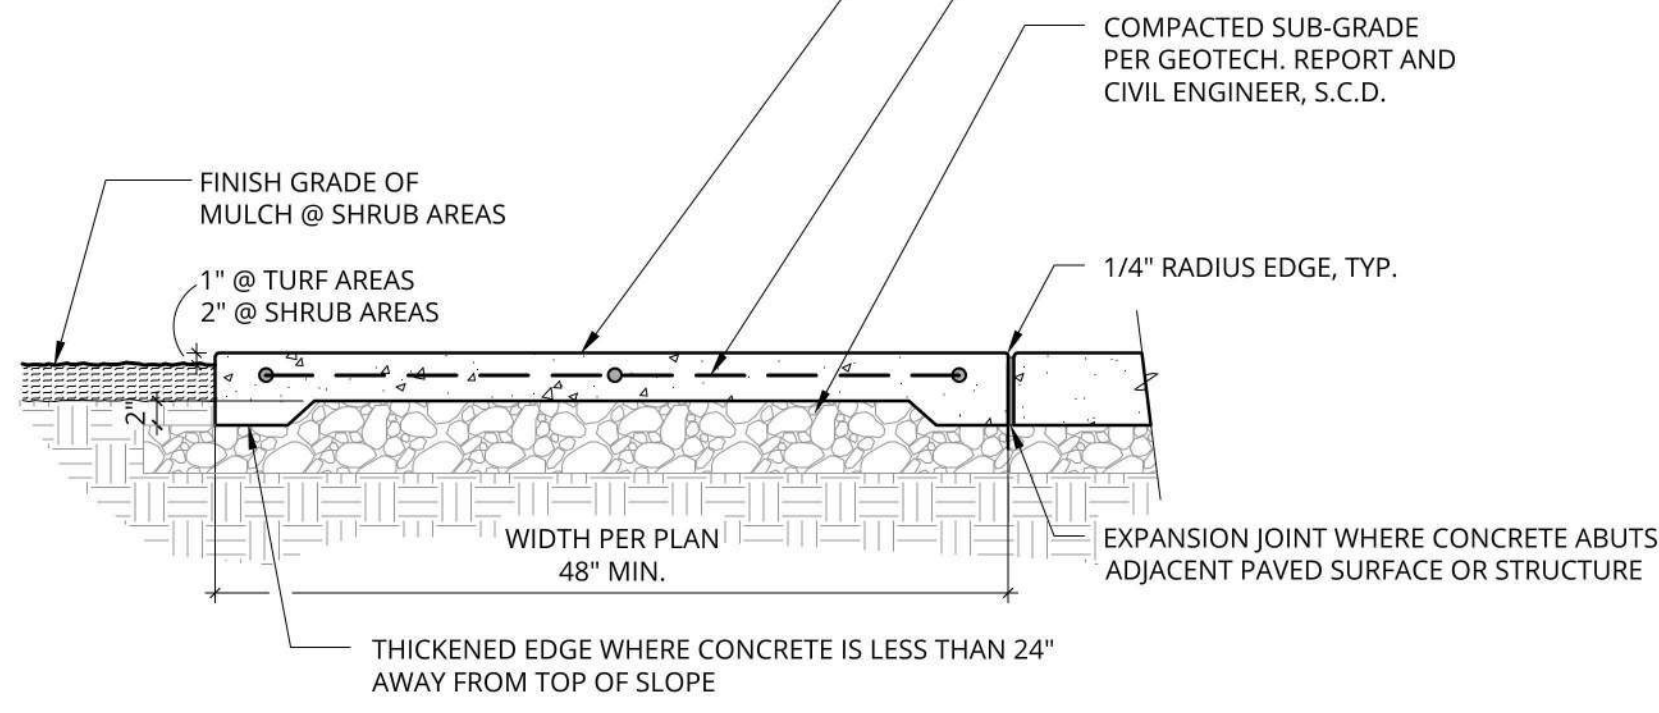 COMPACTED SUB-GRADE
PER GEOTECH. REPORT AND
CIVIL ENGINEER, S.C.D.
FINISH GRADE OF
MULCH @ SHRUB AREAS
1" @ TURF AREAS
2" @ SHRUB AREAS
1/4" RADIUS EDGE, TYP.
2"
WIDTH PER PLAN
48" MIN.
EXPANSION JOINT WHERE CONCRETE ABUTS
ADJACENT PAVED SURFACE OR STRUCTURE
THICKENED EDGE WHERE CONCRETE IS LESS THAN 24"
AWAY FROM TOP OF SLOPE